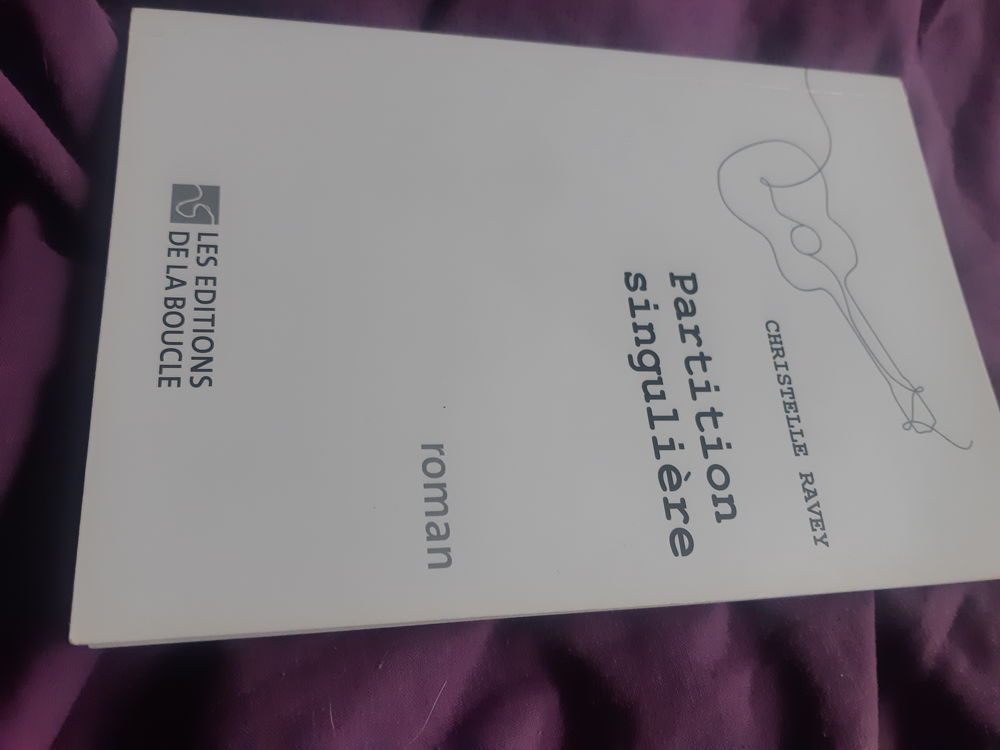 CHRISTELLE RAVEY
Partition
singulière
roman
LES EDITIONS
DE LA BOUCLE